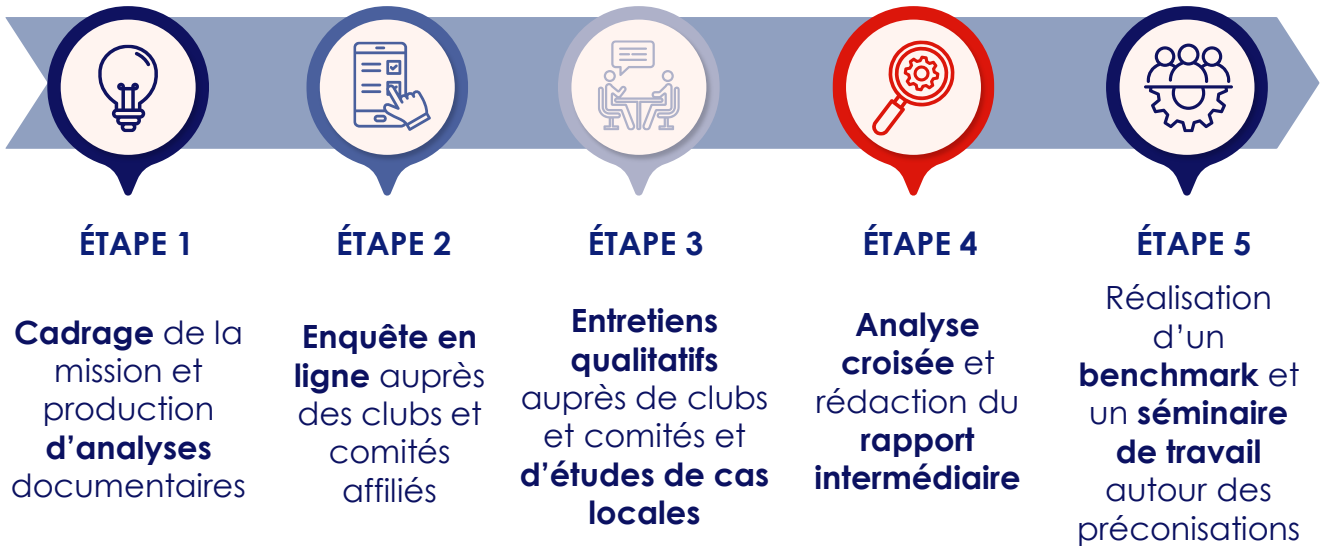 ÉTAPE 1
Cadrage de la
mission et
production
d’analyses
documentaires
ÉTAPE 2
Enquête en
ligne auprès
des clubs et
comités
affiliés
ÉTAPE 3
Entretiens
qualitatifs
auprès de clubs
et comités et
d’études de cas
locales
ÉTAPE 4
Analyse
croisée et
rédaction du
rapport
intermédiaire
ÉTAPE 5
Réalisation
d’un
benchmark et
un séminaire
de travail
autour des
préconisations